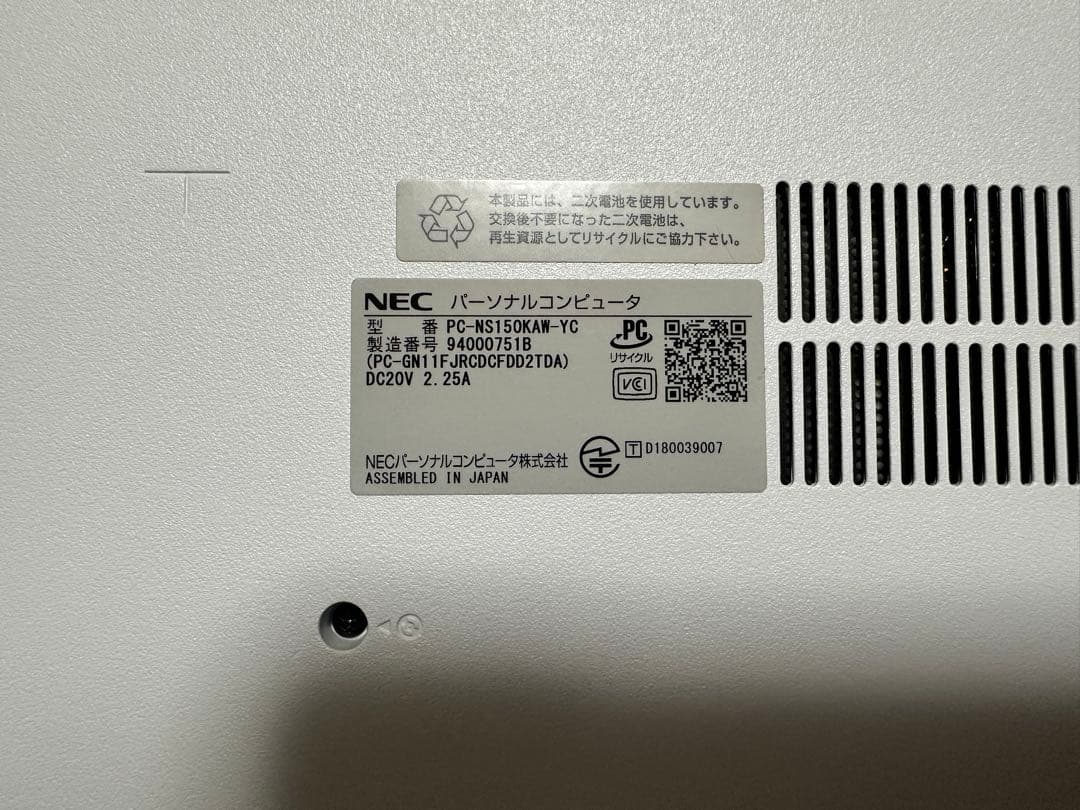 本製品には、二次電池を使用しています。
交換後不要になった二次電池は、
再生資源としてリサイクルにご協力下さい。
NEC パーソナルコンピュータ
型 番 PC-NS150KAW-YC
製造番号 94000751B
(PC-GN11FJRCDCFDD2TDA)
DC20V 2.25A
PC
リサイクル
VCI
T D180039007
NECパーソナルコンピュータ株式会社
ASSEMBLED IN JAPAN